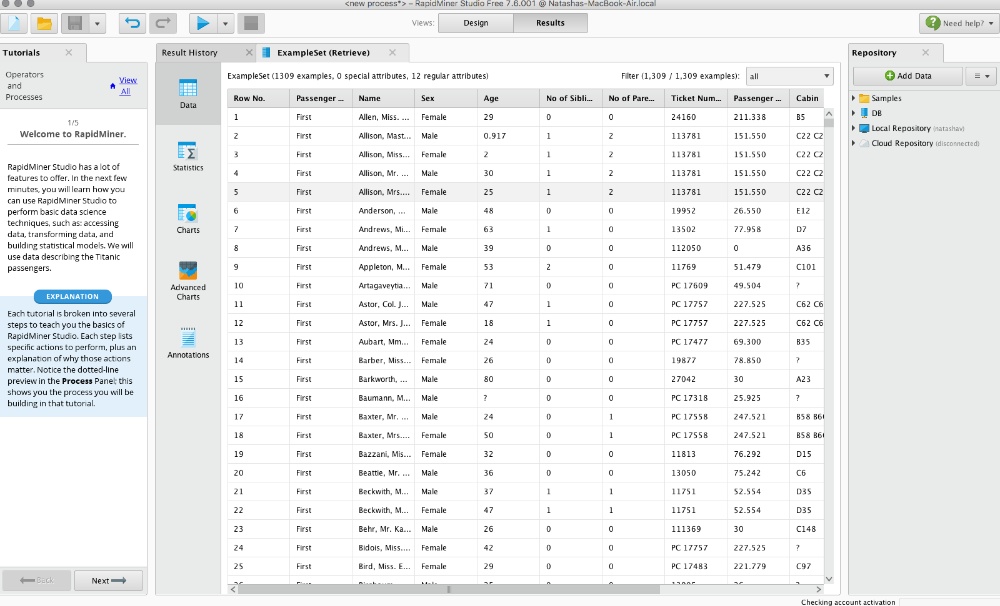 <new process*> – RapidMiner Studio Free 7.6.001 @ Natashas-MacBook-Air.local
Views: Design Results Need help?
Tutorials
Operators
and
Processes
View
All
1/5
Welcome to RapidMiner.
RapidMiner Studio has a lot of
features to offer. In the next few
minutes, you will learn how you
can use RapidMiner Studio to
perform basic data science
techniques, such as: accessing
data, transforming data, and
building statistical models. We will
use data describing the Titanic
passengers.
EXPLANATION
Each tutorial is broken into several
steps to teach you the basics of
RapidMiner Studio. Each step lists
specific actions to perform, plus an
explanation of why those actions
matter. Notice the dotted-line
preview in the Process Panel; this
shows you the process you will be
building in that tutorial.
Back Next
Result History ExampleSet (Retrieve)
Data
Statistics
Charts
Advanced
Charts
Annotations
ExampleSet (1309 examples, 0 special attributes, 12 regular attributes) Filter (1,309 / 1,309 examples): all
Row No. Passenger ... Name Sex Age No of Sibli... No of Pare... Ticket Num... Passenger ... Cabin
1 First Allen, Miss. ... Female 29 0 0 24160 211.338 B5
2 First Allison, Mast... Male 0.917 1 2 113781 151.550 C22 C2
3 First Allison, Miss... Female 2 1 2 113781 151.550 C22 C2
4 First Allison, Mr. ... Male 30 1 2 113781 151.550 C22 C2
5 First Allison, Mrs.... Female 25 1 2 113781 151.550 C22 C2
6 First Anderson, ... Male 48 0 0 19952 26.550 E12
7 First Andrews, Mi... Female 63 1 0 13502 77.958 D7
8 First Andrews, M... Male 39 0 0 112050 0 A36
9 First Appleton, M... Female 53 2 0 11769 51.479 C101
10 First Artagaveytia... Male 71 0 0 PC 17609 49.504 ?
11 First Astor, Col. J... Male 47 1 0 PC 17757 227.525 C62 C6
12 First Astor, Mrs. J... Female 18 1 0 PC 17757 227.525 C62 C6
13 First Aubart, Mm... Female 24 0 0 PC 17477 69.300 B35
14 First Barber, Miss... Female 26 0 0 19877 78.850 ?
15 First Barkworth, ... Male 80 0 0 27042 30 A23
16 First Baumann, M... Male ? 0 0 PC 17318 25.925 ?
17 First Baxter, Mr. ... Male 24 0 1 PC 17558 247.521 B58 B6
18 First Baxter, Mrs.... Female 50 0 1 PC 17558 247.521 B58 B6
19 First Bazzani, Mis... Female 32 0 0 11813 76.292 D15
20 First Beattie, Mr. ... Male 36 0 0 13050 75.242 C6
21 First Beckwith, M... Male 37 1 1 11751 52.554 D35
22 First Beckwith, M... Female 47 1 1 11751 52.554 D35
23 First Behr, Mr. Ka... Male 26 0 0 111369 30 C148
24 First Bidois, Miss.... Female 42 0 0 PC 17757 227.525 ?
25 First Bird, Miss. E... Female 29 0 0 PC 17483 221.779 C97
Repository
Add Data
Samples
DB
Local Repository (natashav)
Cloud Repository (disconnected)
Checking account activation